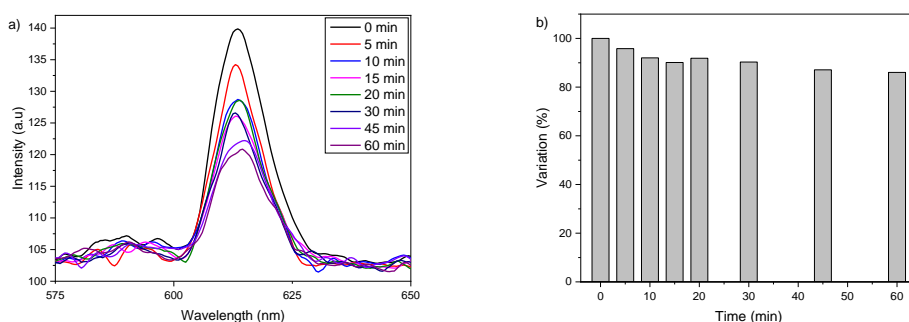 a)
140
135
130
125
120
115
110
105
100
Intensity (a.u)
575
600
625
650
Wavelength (nm)
0 min
5 min
10 min
15 min
20 min
30 min
45 min
60 min
b)
100
80
60
40
20
0
Variation (%)
0
10
20
30
40
50
60
Time (min)